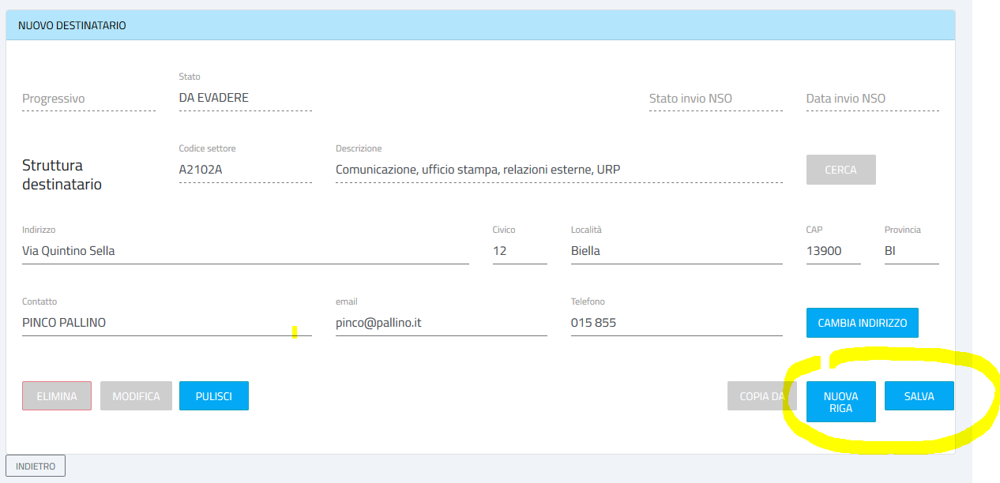 NUOVO DESTINATARIO
Stato
Progressivo DA EVADERE Stato invio NSO Data invio NSO
Codice settore Descrizione
Struttura destinatario A2102A Comunicazione, ufficio stampa, relazioni esterne, URP CERCA
Indirizzo Civico Località CAP Provincia
Via Quintino Sella 12 Biella 13900 BI
Contatto email Telefono
PINCO PALLINO pinco@pallino.it 015 855 CAMBIA INDIRIZZO
ELIMINA MODIFICA PULISCI COPIA DA NUOVA RIGA SALVA
INDIETRO